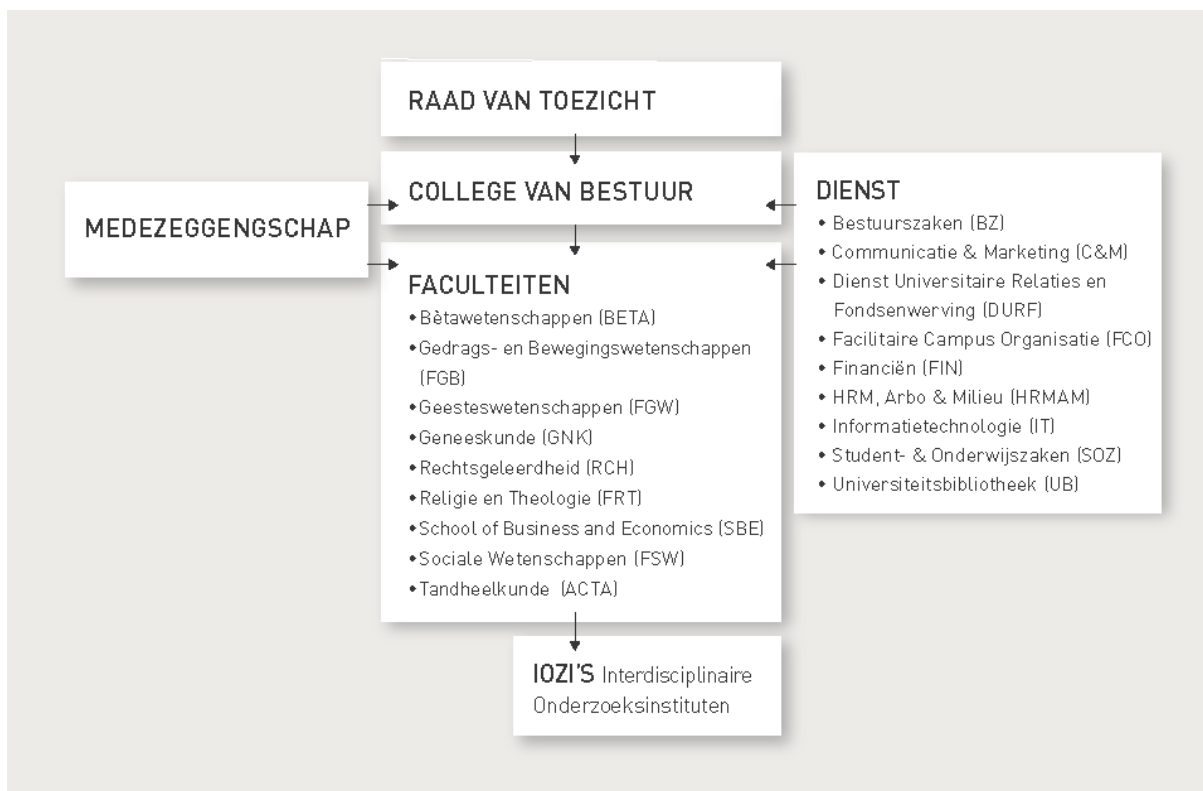 RAAD VAN TOEZICHT
COLLEGE VAN BESTUUR
MEDEZEGGENGSCHAP
FACULTEITEN
• Bètawetenschappen (BETA)
• Gedrags- en Bewegingswetenschappen
(FGB)
• Geesteswetenschappen (FGW)
• Geneeskunde (GNK)
• Rechtsgeleerdheid (RCH)
• Religie en Theologie (FRT)
• School of Business and Economics (SBE)
• Sociale Wetenschappen (FSW)
• Tandheelkunde (ACTA)
DIENST
• Bestuurszaken (BZ)
• Communicatie & Marketing (C&M)
• Dienst Universitaire Relaties en
Fondsenwerving (DURF)
• Facilitaire Campus Organisatie (FCO)
• Financiën (FIN)
• HRM, Arbo & Milieu (HRMAM)
• Informatietechnologie (IT)
• Student- & Onderwijszaken (SOZ)
• Universiteitsbibliotheek (UB)
IOZI'S Interdisciplinaire
Onderzoeksinstituten